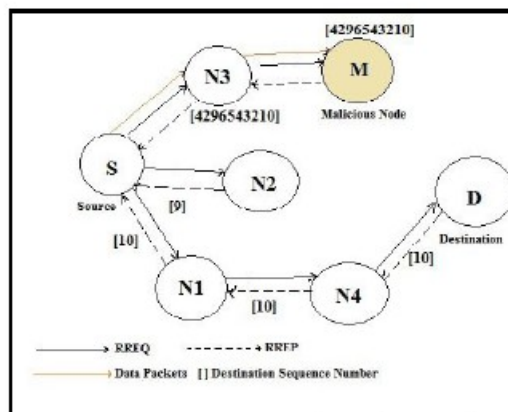 [4296543210]
M
N3
Malicious Node
[4296543210]
S
Source
N2
[9]
D
Destination
[10]
[10]
N1
N4
[10]
RREQ
RREP
Data Packets [ ] Destination Sequence Number